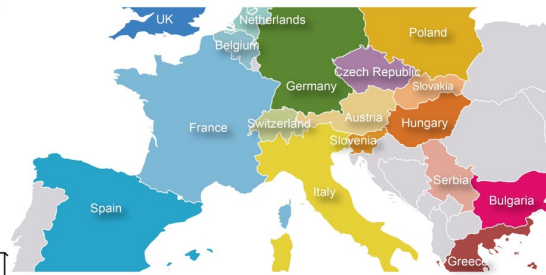 UK
Netherlands
Belgium
Poland
Czech Republic
Germany
Slovakia
France
Switzerland
Austria
Hungary
Slovenia
Serbia
Italy
Spain
Bulgaria
Greece